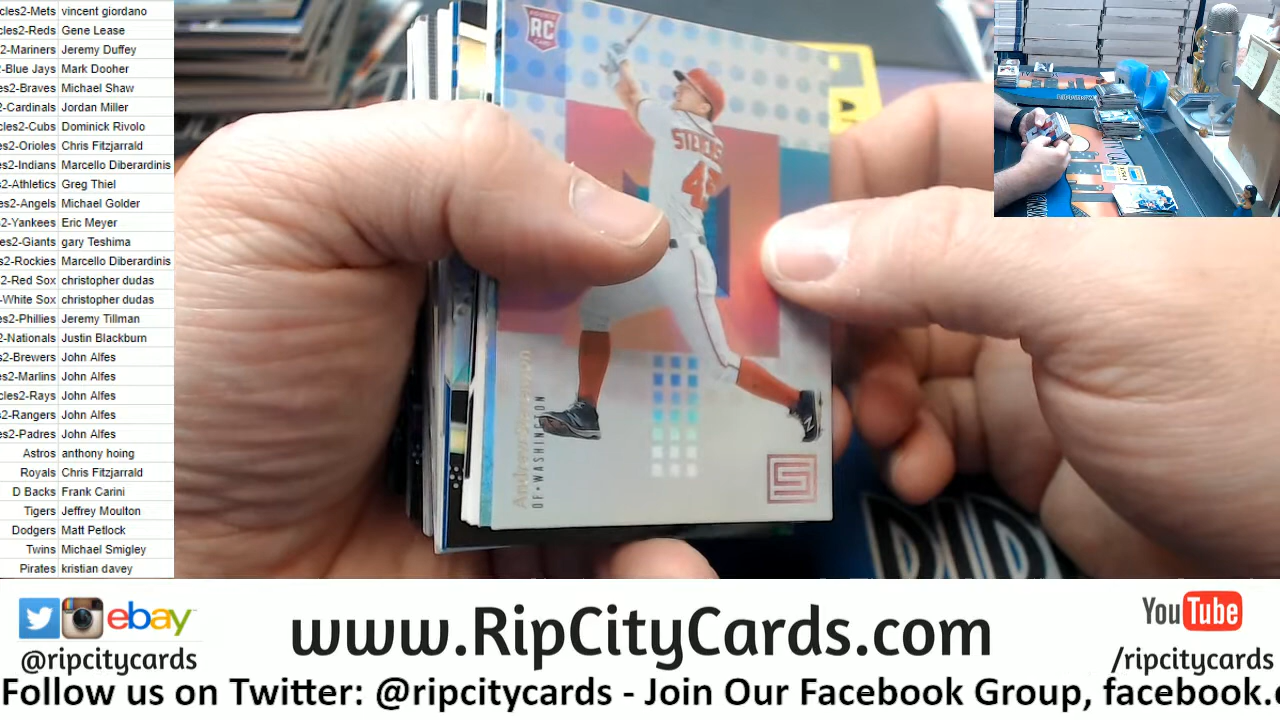 cles2-Mets vincent giordano
cles2-Reds Gene Lease
2-Mariners Jeremy Duffey
2-Blue Jays Mark Dooher
es2-Braves Michael Shaw
2-Cardinals Jordan Miller
cles2-Cubs Dominick Rivolo
es2-Orioles Chris Fitzjarrald
es2-Indians Marcello Diberardinis
s2-Athletics Greg Thiel
es2-Angels Michael Golder
s2-Yankees Eric Meyer
es2-Giants gary Teshima
s2-Rockies Marcello Diberardinis
2-Red Sox christopher dudas
-White Sox christopher dudas
s2-Phillies Jeremy Tillman
2-Nationals Justin Blackburn
s2-Brewers John Alfes
es2-Marlins John Alfes
cles2-Rays John Alfes
s2-Rangers John Alfes
es2-Padres John Alfes
Astros anthony hoing
Royals Chris Fitzjarrald
D Backs Frank Carini
Tigers Jeffrey Moulton
Dodgers Matt Petlock
Twins Michael Smigley
Pirates kristian davey
RC
OF•WASHINGTON
ebay
@ripcitycards
www.RipCityCards.com
YouTube
/ripcitycards
Follow us on Twitter: @ripcitycards - Join Our Facebook Group, facebook.c